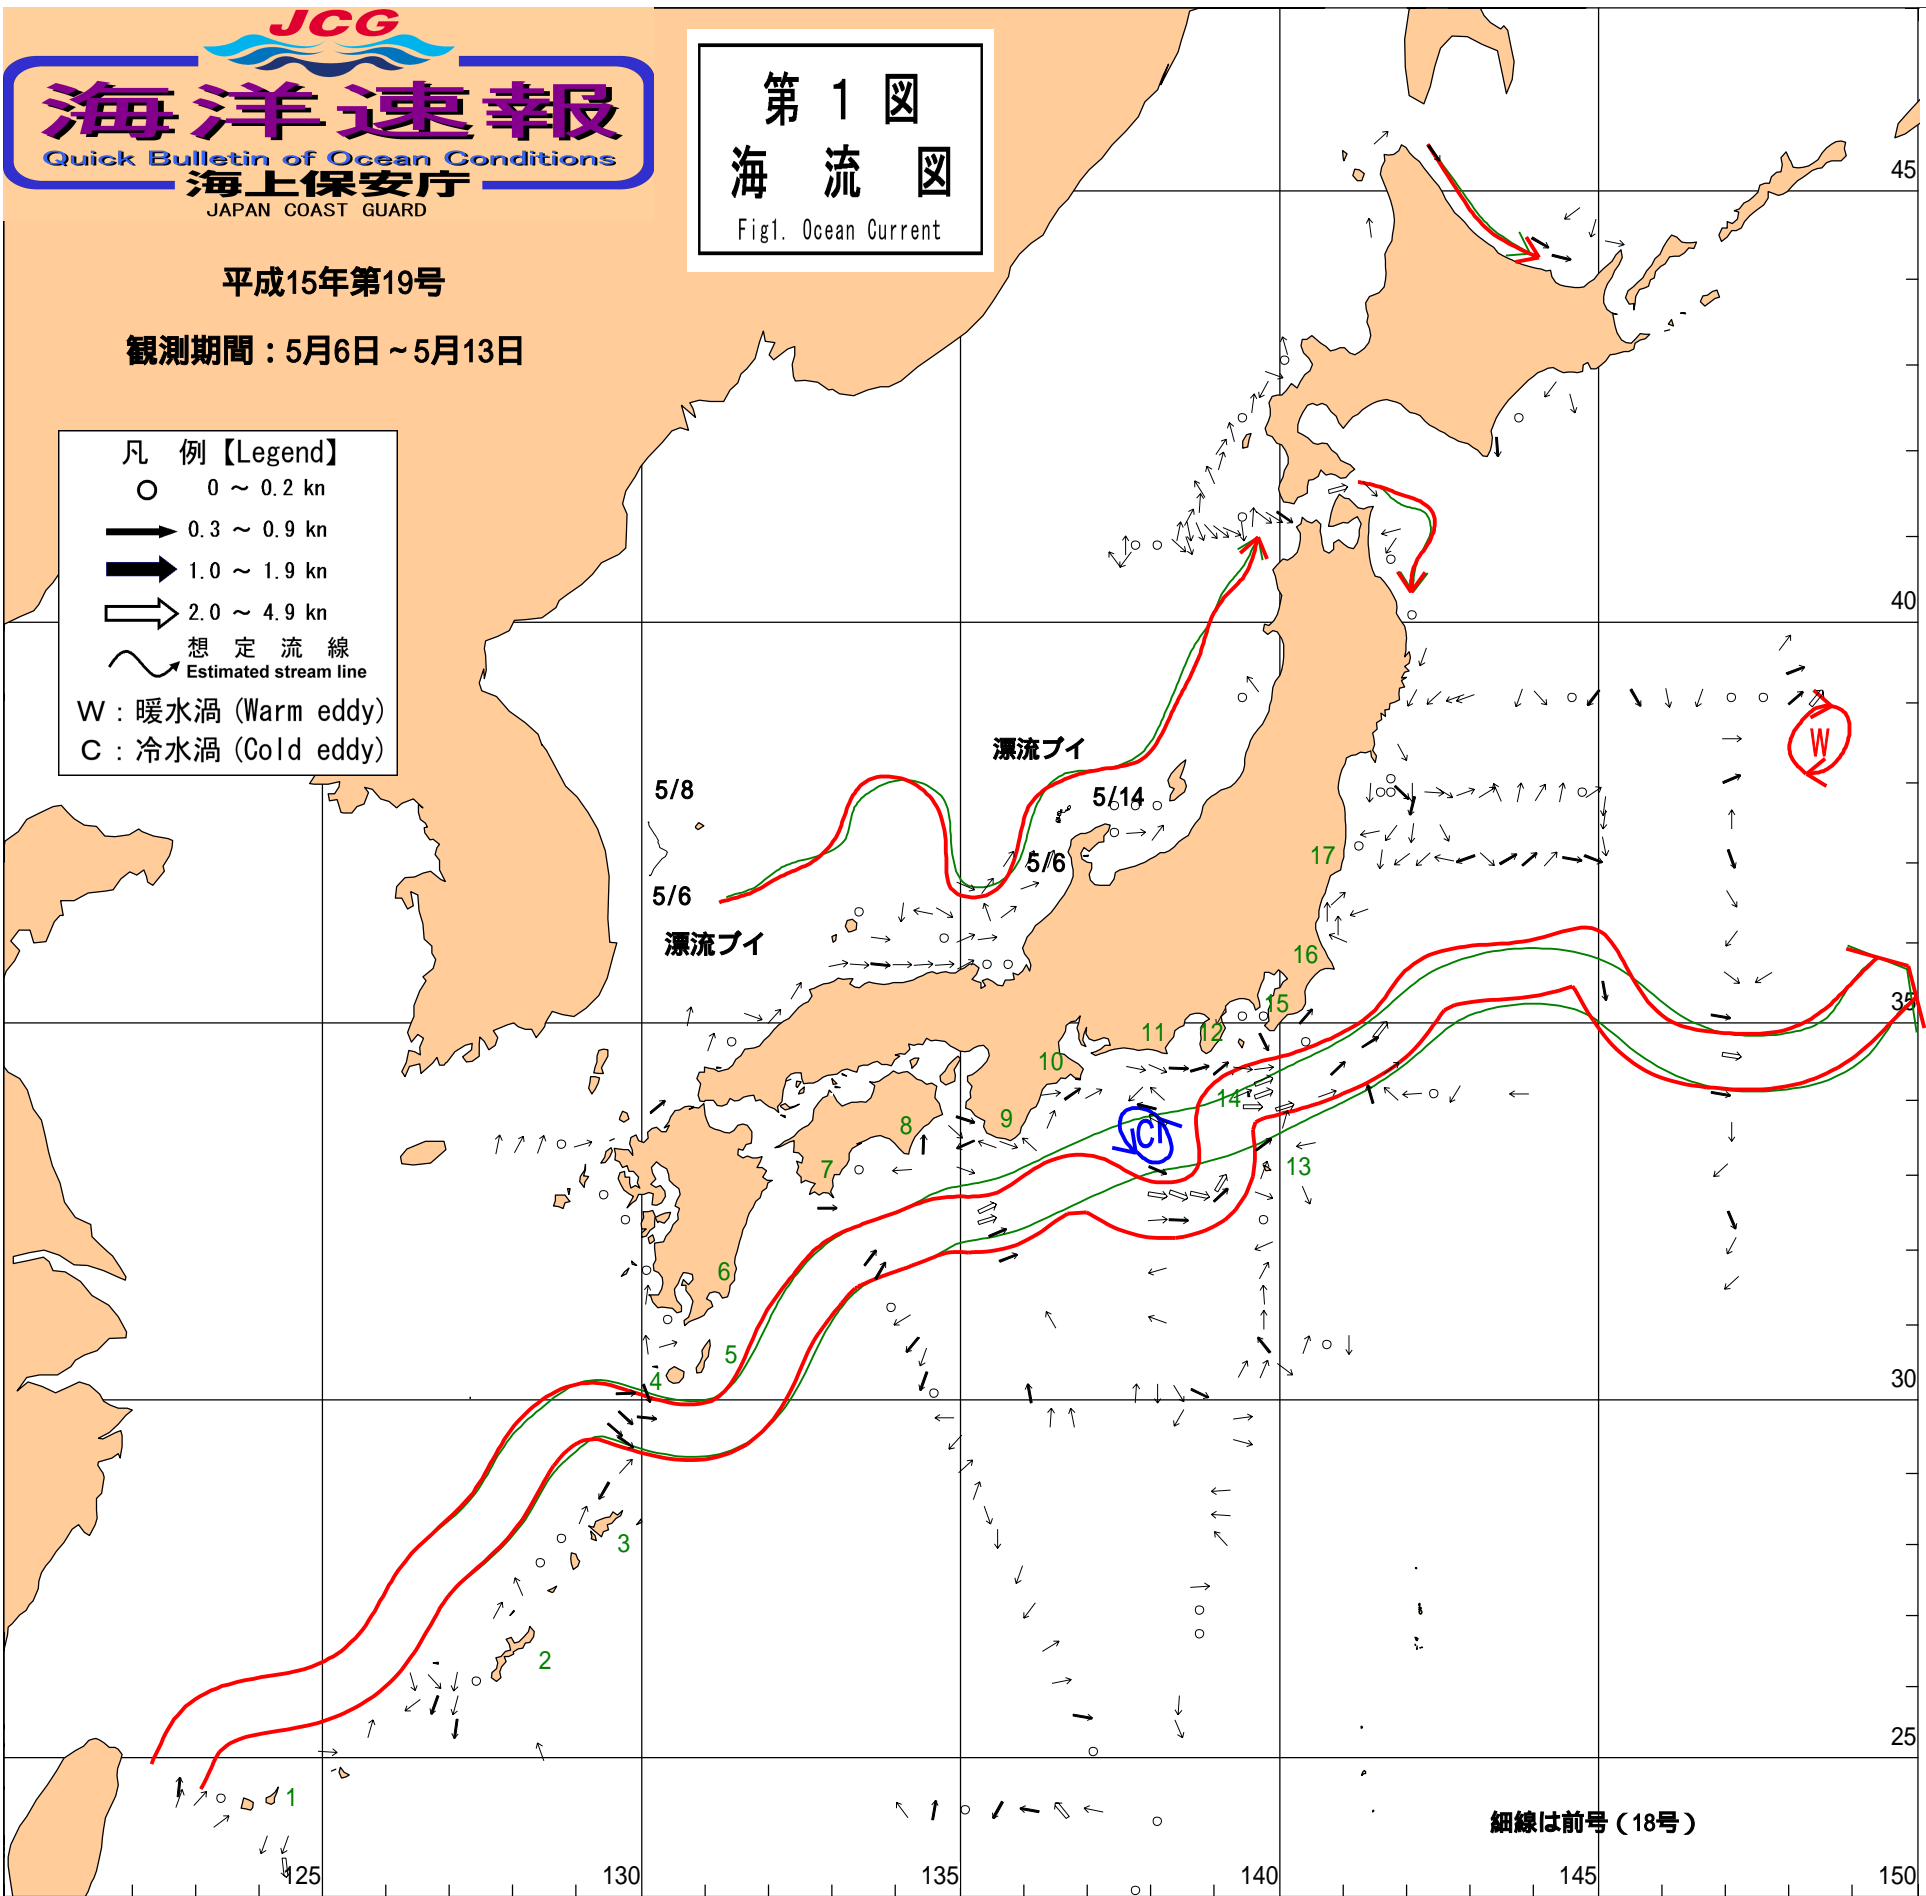 JCG
海洋速報
Quick Bulletin of Ocean Conditions
海上保安庁
JAPAN COAST GUARD
第 1 図
海 流 図
Fig1. Ocean Current
平成15年第19号
観測期間：5月6日～5月13日
凡 例【Legend】
0 ～ 0.2 kn
0.3 ～ 0.9 kn
1.0 ～ 1.9 kn
2.0 ～ 4.9 kn
想 定 流 線
Estimated stream line
W：暖水渦 (Warm eddy)
C：冷水渦 (Cold eddy)
45
40
35
30
25
漂流ブイ
5/8
5/14
5/6
5/6
漂流ブイ
W
C
17
16
15
14
13
12
11
10
9
8
7
6
5
4
3
2
1
細線は前号（18号）
125
130
135
140
145
150